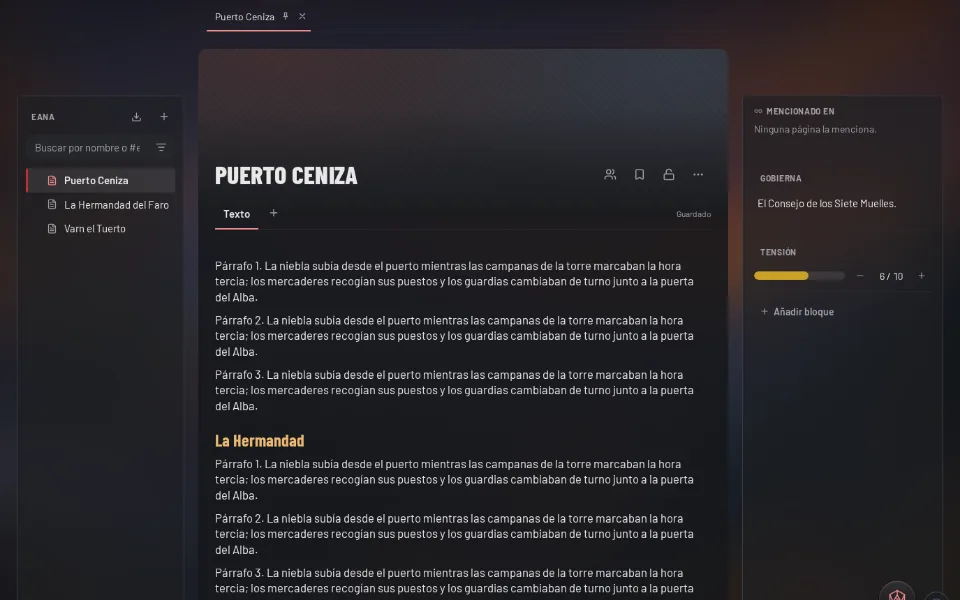 Puerto Ceniza
EANA
Buscar por nombre o #e
Puerto Ceniza
La Hermandad del Faro
Varn el Tuerto
PUERTO CENIZA
Texto
Guardado
Párrafo 1. La niebla subía desde el puerto mientras las campanas de la torre marcaban la hora
tercia; los mercaderes recogían sus puestos y los guardias cambiaban de turno junto a la puerta
del Alba.
Párrafo 2. La niebla subía desde el puerto mientras las campanas de la torre marcaban la hora
tercia; los mercaderes recogían sus puestos y los guardias cambiaban de turno junto a la puerta
del Alba.
Párrafo 3. La niebla subía desde el puerto mientras las campanas de la torre marcaban la hora
tercia; los mercaderes recogían sus puestos y los guardias cambiaban de turno junto a la puerta
del Alba.
La Hermandad
Párrafo 1. La niebla subía desde el puerto mientras las campanas de la torre marcaban la hora
tercia; los mercaderes recogían sus puestos y los guardias cambiaban de turno junto a la puerta
del Alba.
Párrafo 2. La niebla subía desde el puerto mientras las campanas de la torre marcaban la hora
tercia; los mercaderes recogían sus puestos y los guardias cambiaban de turno junto a la puerta
del Alba.
Párrafo 3. La niebla subía desde el puerto mientras las campanas de la torre marcaban la hora
tercia; los mercaderes recogían sus puestos y los guardias cambiaban de turno junto a la puerta
MENCIONADO EN
Ninguna página la menciona.
GOBIERNA
El Consejo de los Siete Muelles.
TENSIÓN
6 / 10
Añadir bloque